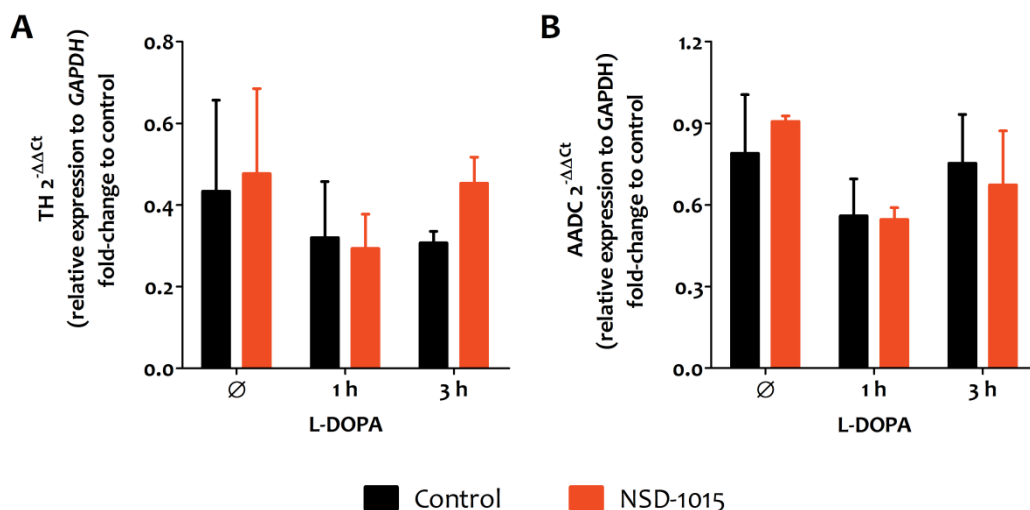 A
TH 2^-ΔΔCt
(relative expression to GAPDH)
fold-change to control
0.8
0.6
0.4
0.2
0.0
∅ 1 h 3 h
L-DOPA
B
AADC 2^-ΔΔCt
(relative expression to GAPDH)
fold-change to control
1.2
0.9
0.6
0.3
0.0
∅ 1 h 3 h
L-DOPA
Control NSD-1015